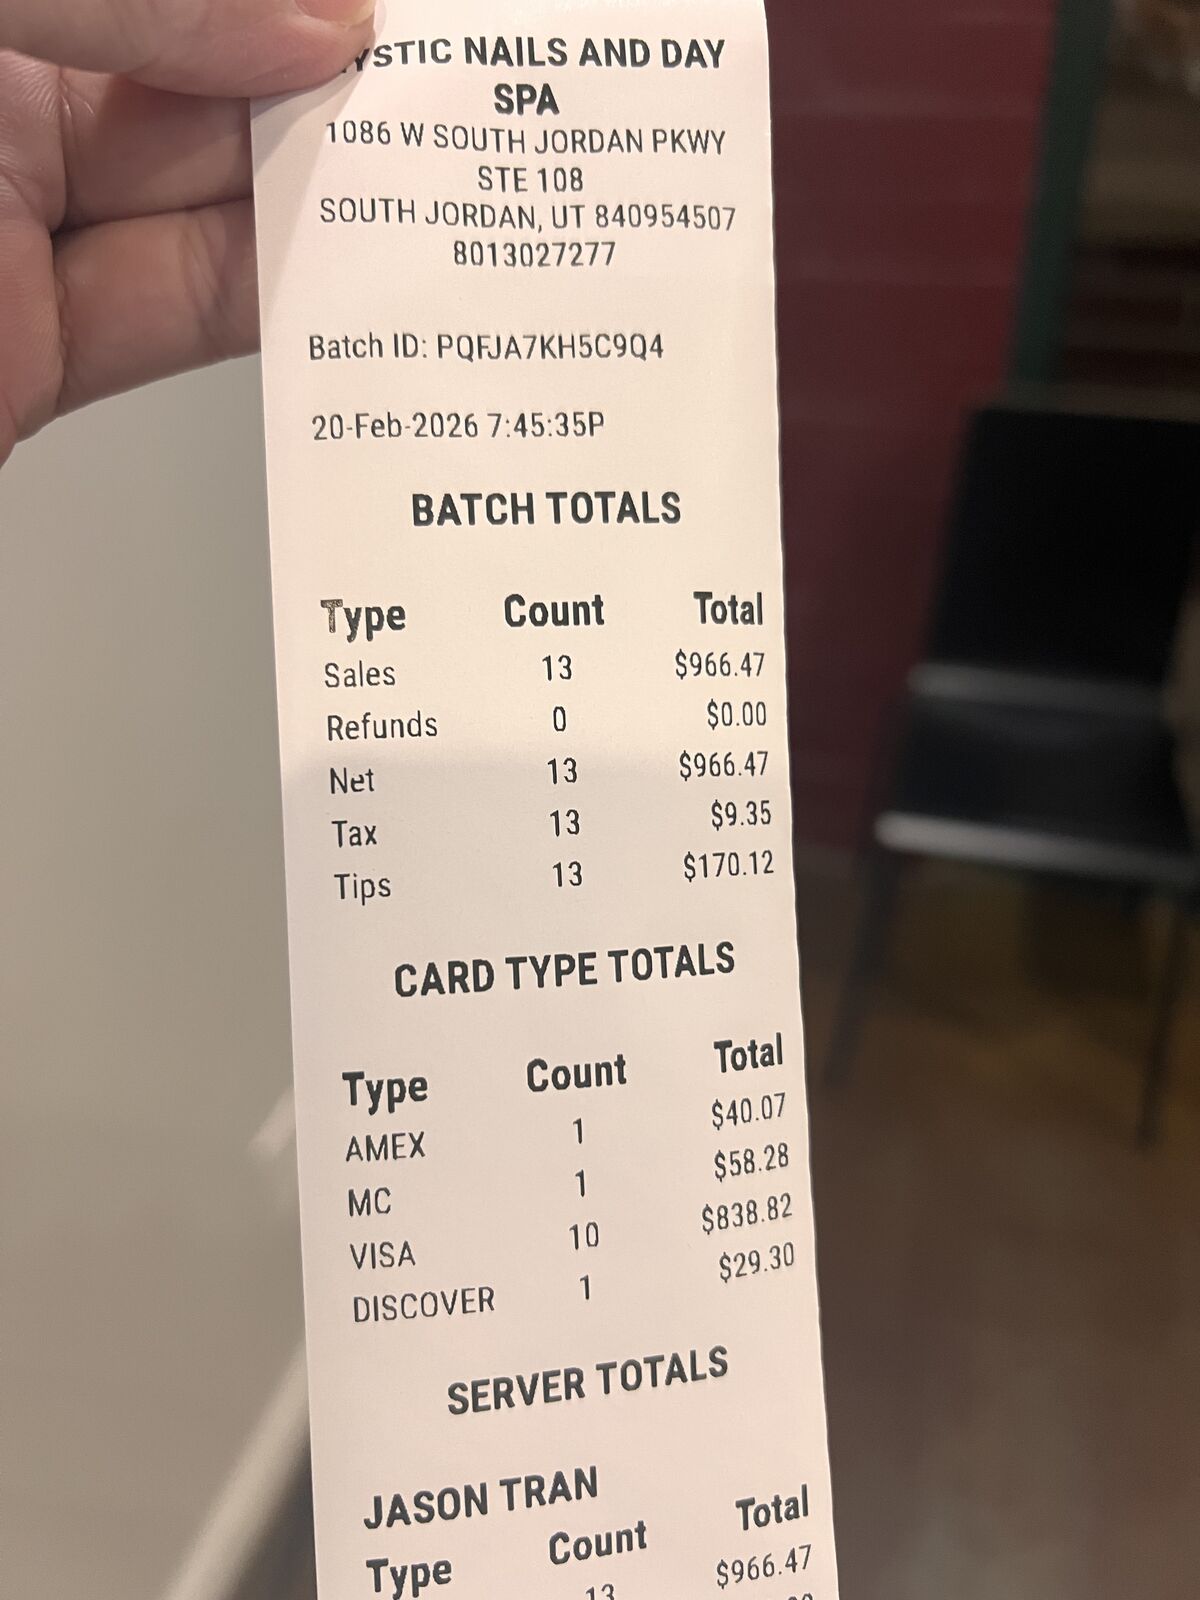 NAILS AND DAY
SPA
1086 W SOUTH JORDAN PKWY
STE 108
SOUTH JORDAN, UT 840954507
8013027277
Batch ID: PQFJA7KH5C9Q4
20-Feb-2026 7:45:35P
BATCH TOTALS
Type Count Total
Sales 13 $966.47
Refunds 0 $0.00
Net 13 $966.47
Tax 13 $9.35
Tips 13 $170.12
CARD TYPE TOTALS
Type Count Total
AMEX 1 $40.07
MC 1 $58.28
VISA 10 $838.82
DISCOVER 1 $29.30
SERVER TOTALS
JASON TRAN
Type Count Total
13 $966.47